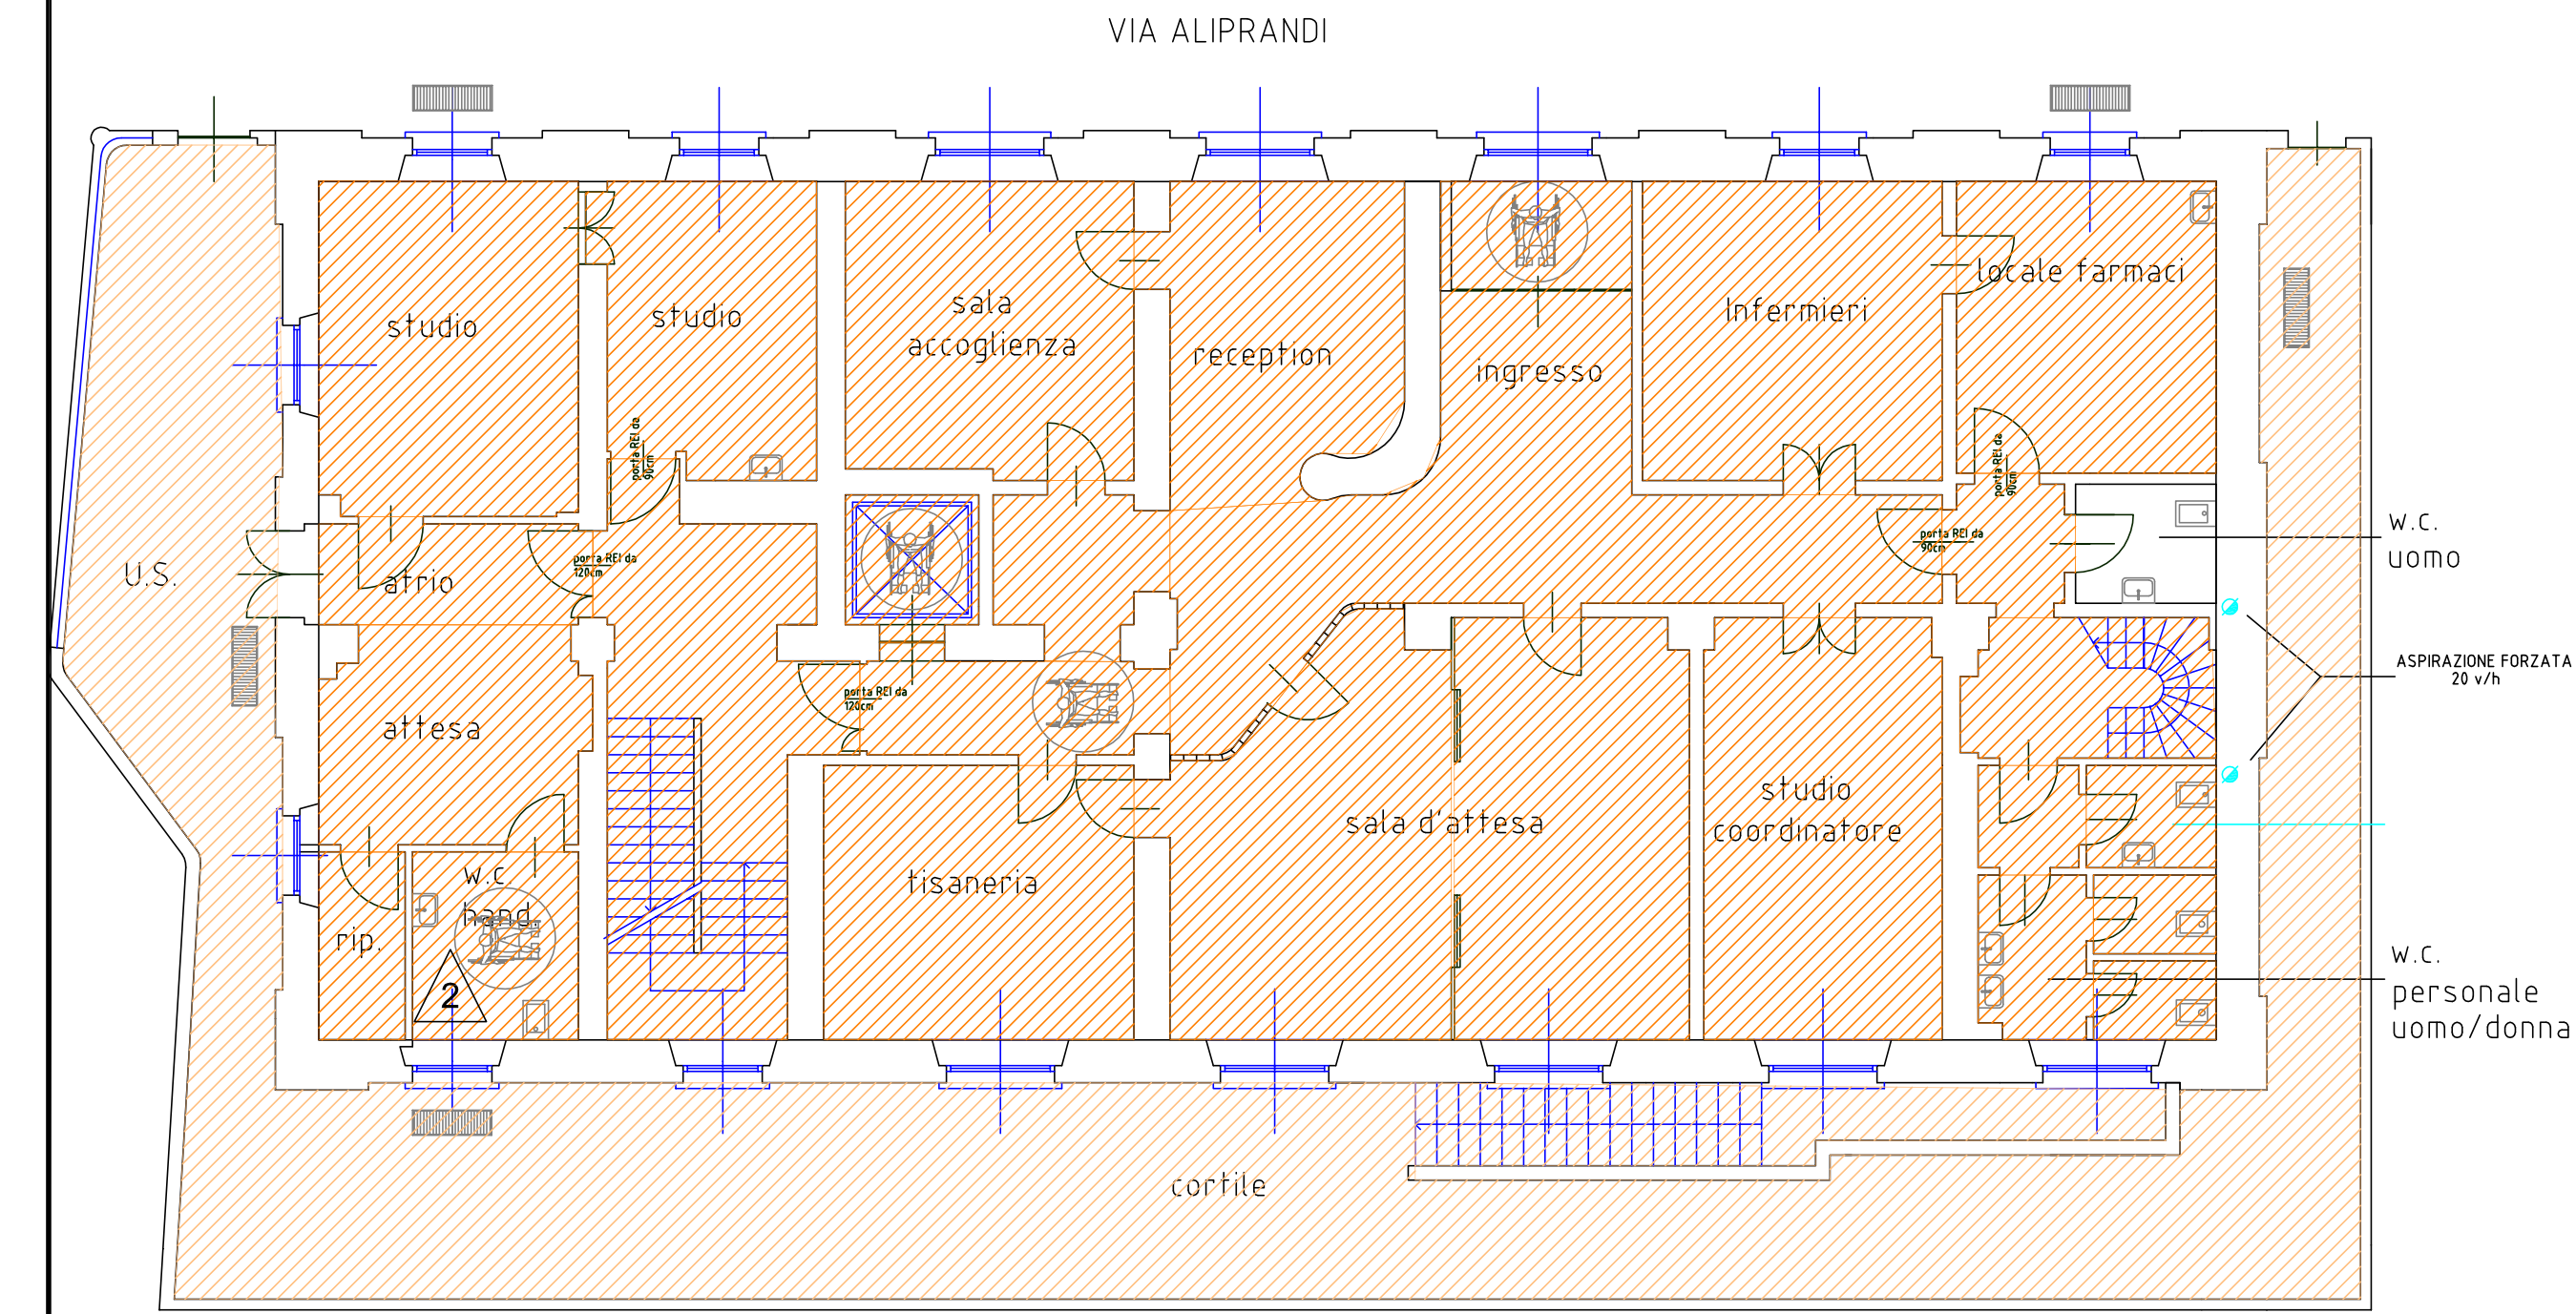 VIA ALIPRANDI
studio
studio
sala
accoglienza
reception
ingresso
Infermieri
locale farmaci
porta REI da
90cm
porta REI da
90cm
porta REI da
120cm
porta REI da
90cm
U.S.
atrio
W.C.
uomo
ASPIRAZIONE FORZATA
20 v/h
porta REI da
120cm
attesa
studio
coordinatore
sala d'attesa
tisaneria
W.C
hand.
rip.
2
W.C.
personale
uomo/donna
cortile